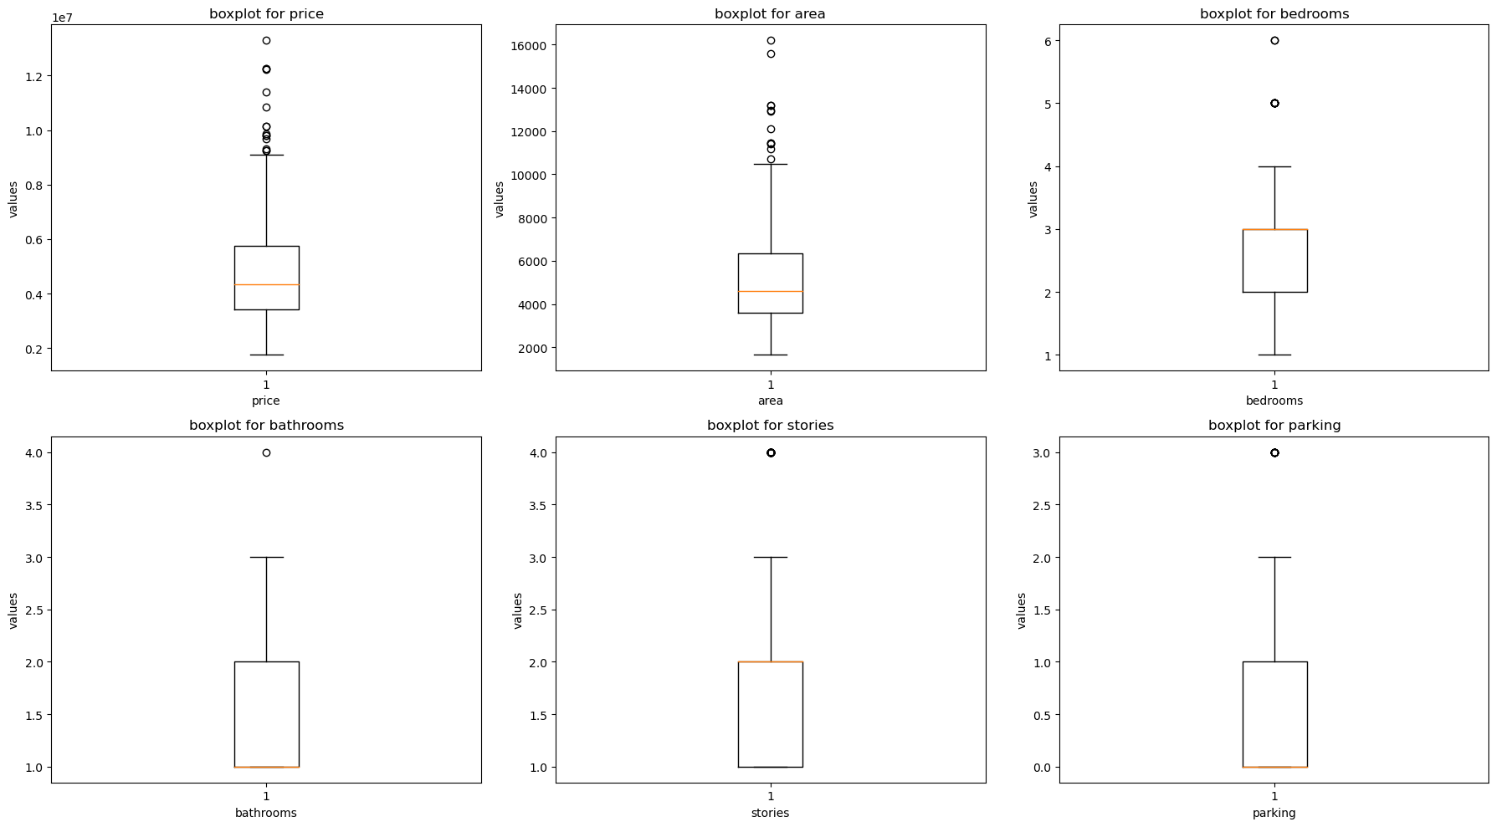 boxplot for price
1e7
1.2
1.0
0.8
0.6
0.4
0.2
values
1
price
boxplot for area
16000
14000
12000
10000
8000
6000
4000
2000
values
1
area
boxplot for bedrooms
6
5
4
3
2
1
values
1
bedrooms
boxplot for bathrooms
4.0
3.5
3.0
2.5
2.0
1.5
1.0
values
1
bathrooms
boxplot for stories
4.0
3.5
3.0
2.5
2.0
1.5
1.0
values
1
stories
boxplot for parking
3.0
2.5
2.0
1.5
1.0
0.5
0.0
values
1
parking